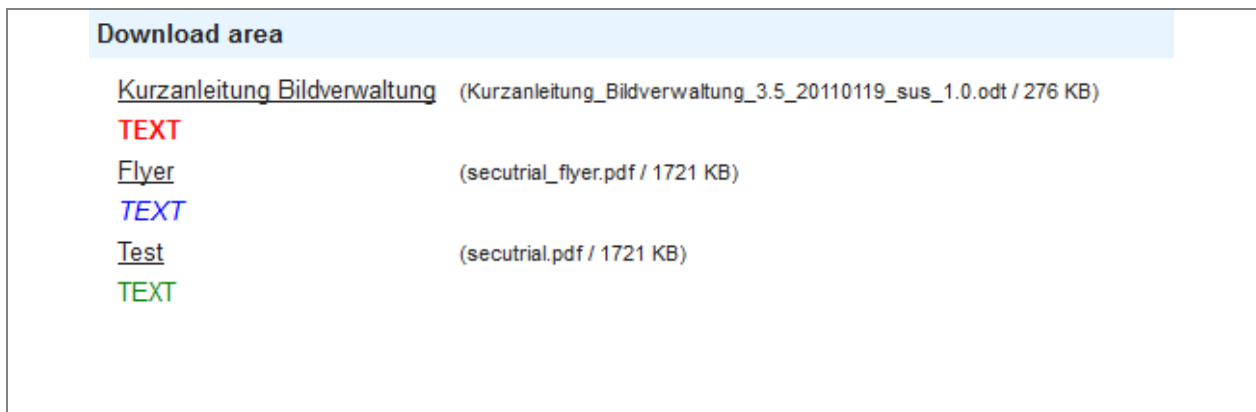 Download area
Kurzanleitung Bildverwaltung (Kurzanleitung_Bildverwaltung_3.5_20110119_sus_1.0.odt / 276 KB)
TEXT
Flyer (secutrial_flyer.pdf / 1721 KB)
TEXT
Test (secutrial.pdf / 1721 KB)
TEXT